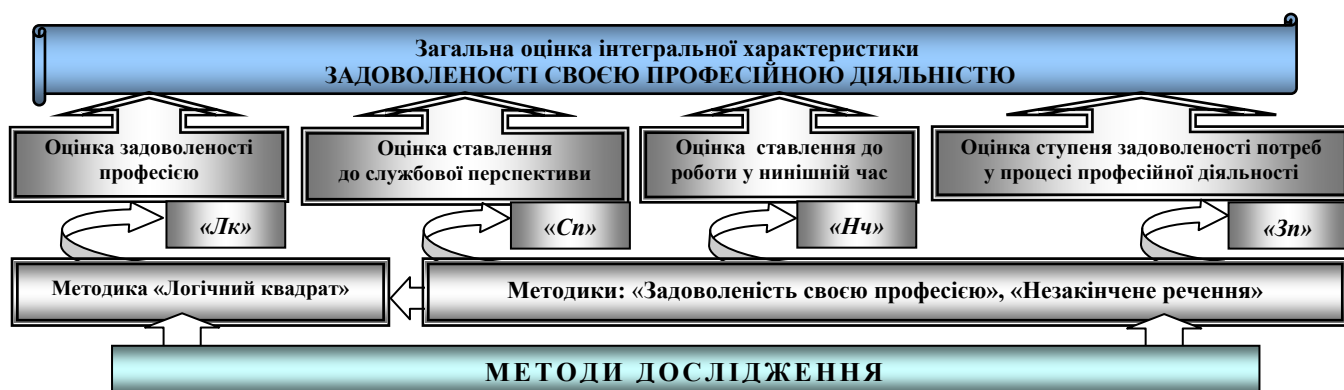 Загальна оцінка інтегральної характеристики
ЗАДОВОЛЕНОСТІ СВОЄЮ ПРОФЕСІЙНОЮ ДІЯЛЬНІСТЮ
Оцінка задоволеності
професією
Оцінка ставлення
до службової перспективи
Оцінка ставлення до
роботи у нинішній час
Оцінка ступеня задоволеності потреб
у процесі професійної діяльності
«Лк»
«Сп»
«Нч»
«Зп»
Методика «Логічний квадрат»
Методики: «Задоволеність своєю професією», «Незакінчене речення»
МЕТОДИ ДОСЛІДЖЕННЯ